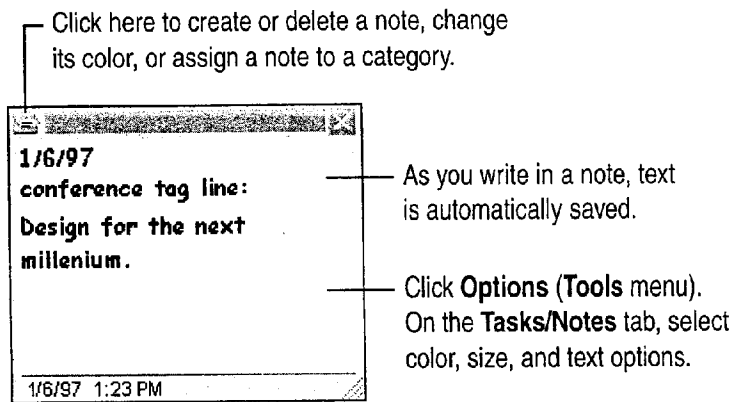 Click here to create or delete a note, change
its color, or assign a note to a category.
1/6/97
conference tag line:
Design for the next
millenium.
1/6/97 1:23 PM
As you write in a note, text
is automatically saved.
Click Options (Tools menu).
On the Tasks/Notes tab, select
color, size, and text options.